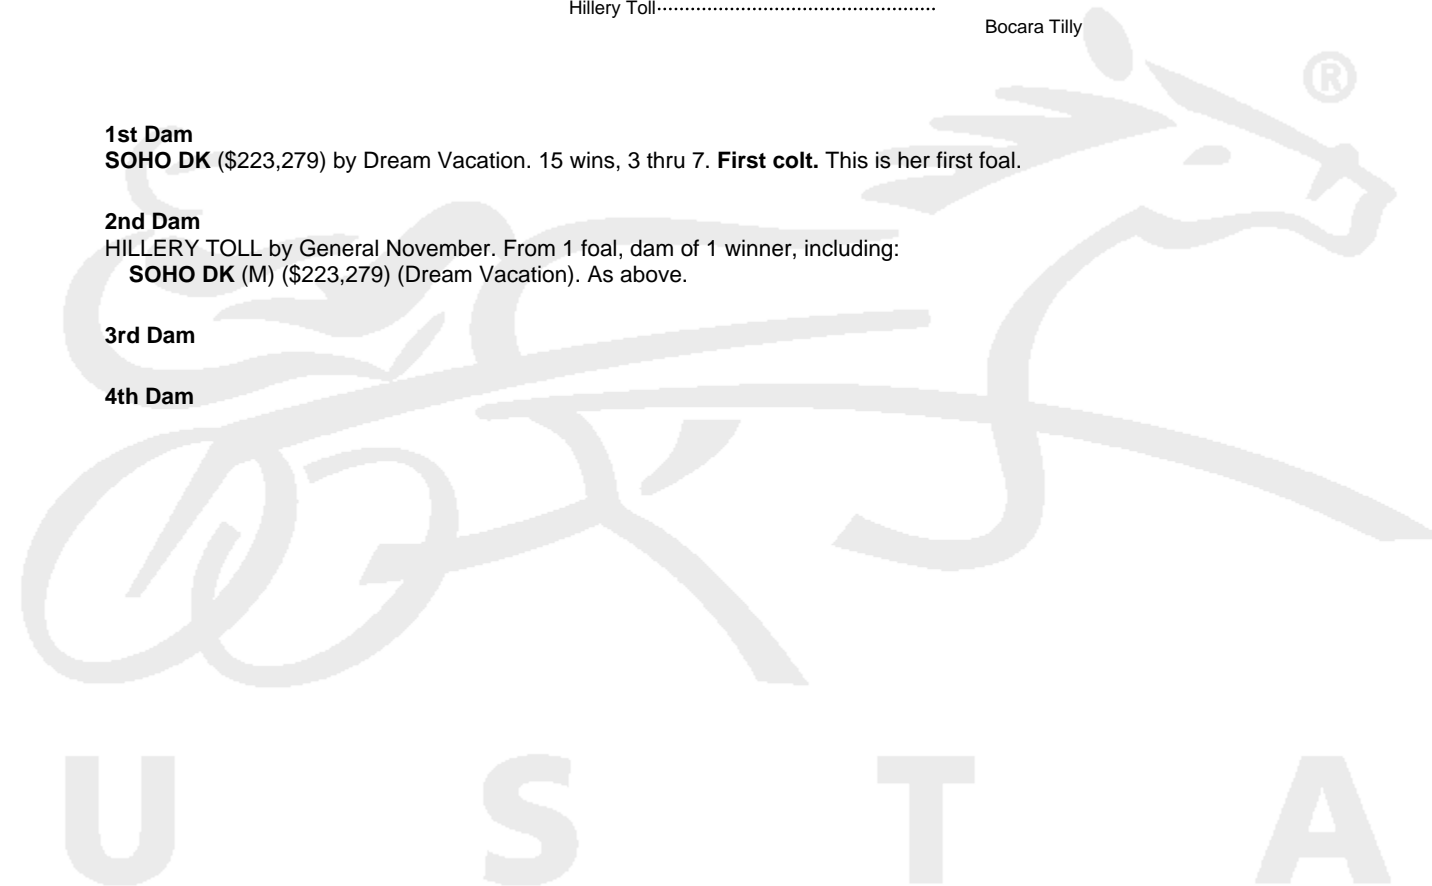 Hillery Toll..................................................
Bocara Tilly
®
1st Dam
SOHO DK ($223,279) by Dream Vacation. 15 wins, 3 thru 7. First colt. This is her first foal.
2nd Dam
HILLERY TOLL by General November. From 1 foal, dam of 1 winner, including:
SOHO DK (M) ($223,279) (Dream Vacation). As above.
3rd Dam
4th Dam
U S T A